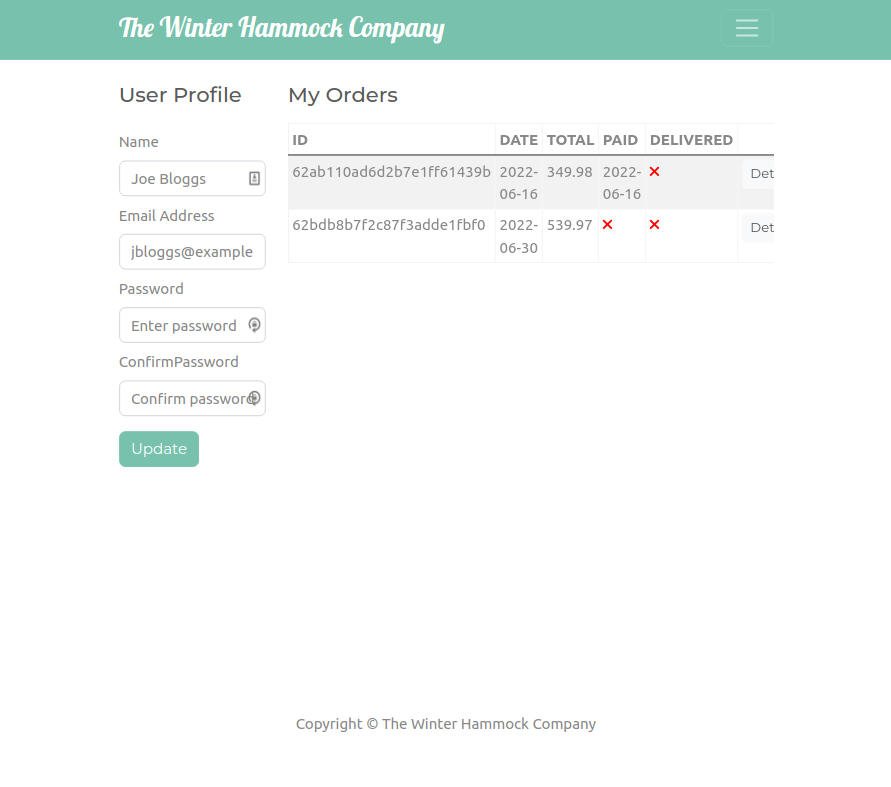 The Winter Hammock Company
User Profile
Name
Joe Bloggs
Email Address
jbloggs@example
Password
Enter password
ConfirmPassword
Confirm password
Update
My Orders
ID DATE TOTAL PAID DELIVERED
62ab110ad6d2b7e1ff61439b 2022- 349.98 2022- Det
06-16 06-16
62bdb8b7f2c87f3adde1fbf0 2022- 539.97 Det
06-30
Copyright © The Winter Hammock Company